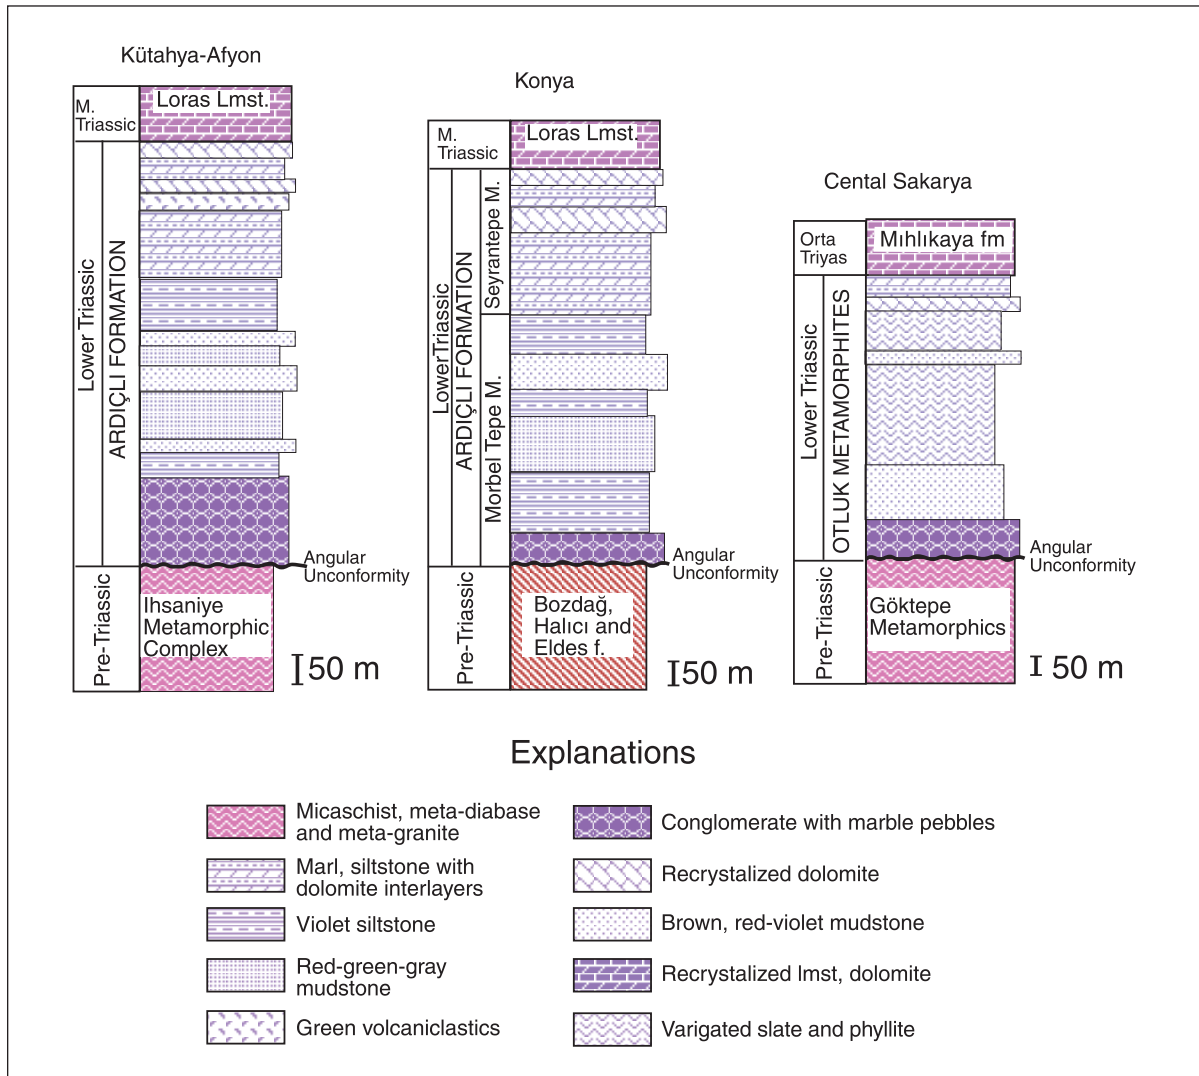 Kütahya-Afyon
M.
Triassic
Loras Lmst.
Lower Triassic
ARDIÇLI FORMATION
Angular
Unconformity
Pre-Triassic
Ihsaniye
Metamorphic
Complex
50 m
Konya
M.
Triassic
Loras Lmst.
LowerTriassic
ARDIÇLI FORMATION
Seyrantepe M.
Morbel Tepe M.
Angular
Unconformity
Pre-Triassic
Bozdağ,
Halıcı and
Eldes f.
50 m
Cental Sakarya
Orta
Triyas
Mıhlıkaya fm
Lower Triassic
OTLUK METAMORPHITES
Angular
Unconformity
Pre-Triassic
Göktepe
Metamorphics
50 m
Explanations
Micaschist, meta-diabase
and meta-granite
Marl, siltstone with
dolomite interlayers
Violet siltstone
Red-green-gray
mudstone
Green volcaniclastics
Conglomerate with marble pebbles
Recrystalized dolomite
Brown, red-violet mudstone
Recrystalized lmst, dolomite
Varigated slate and phyllite